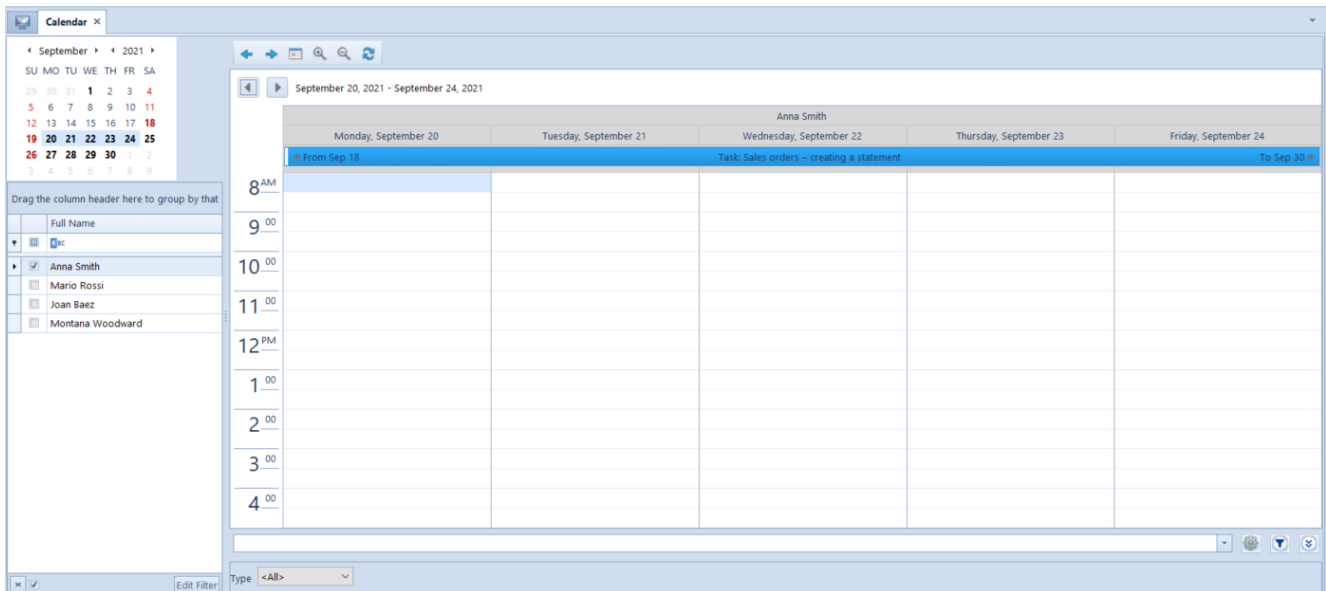 Calendar ×
September 2021
SU MO TU WE TH FR SA
29 30 31 1 2 3 4
5 6 7 8 9 10 11
12 13 14 15 16 17 18
19 20 21 22 23 24 25
26 27 28 29 30 1 2
3 4 5 6 7 8 9
Drag the column header here to group by that
Full Name
ABC
Anna Smith
Mario Rossi
Joan Baez
Montana Woodward
Edit Filter
September 20, 2021 - September 24, 2021
Anna Smith
Monday, September 20 Tuesday, September 21 Wednesday, September 22 Thursday, September 23 Friday, September 24
From Sep 18 Task: Sales orders – creating a statement To Sep 30
8 AM
9 00
10 00
11 00
12 PM
1 00
2 00
3 00
4 00
Type <All>